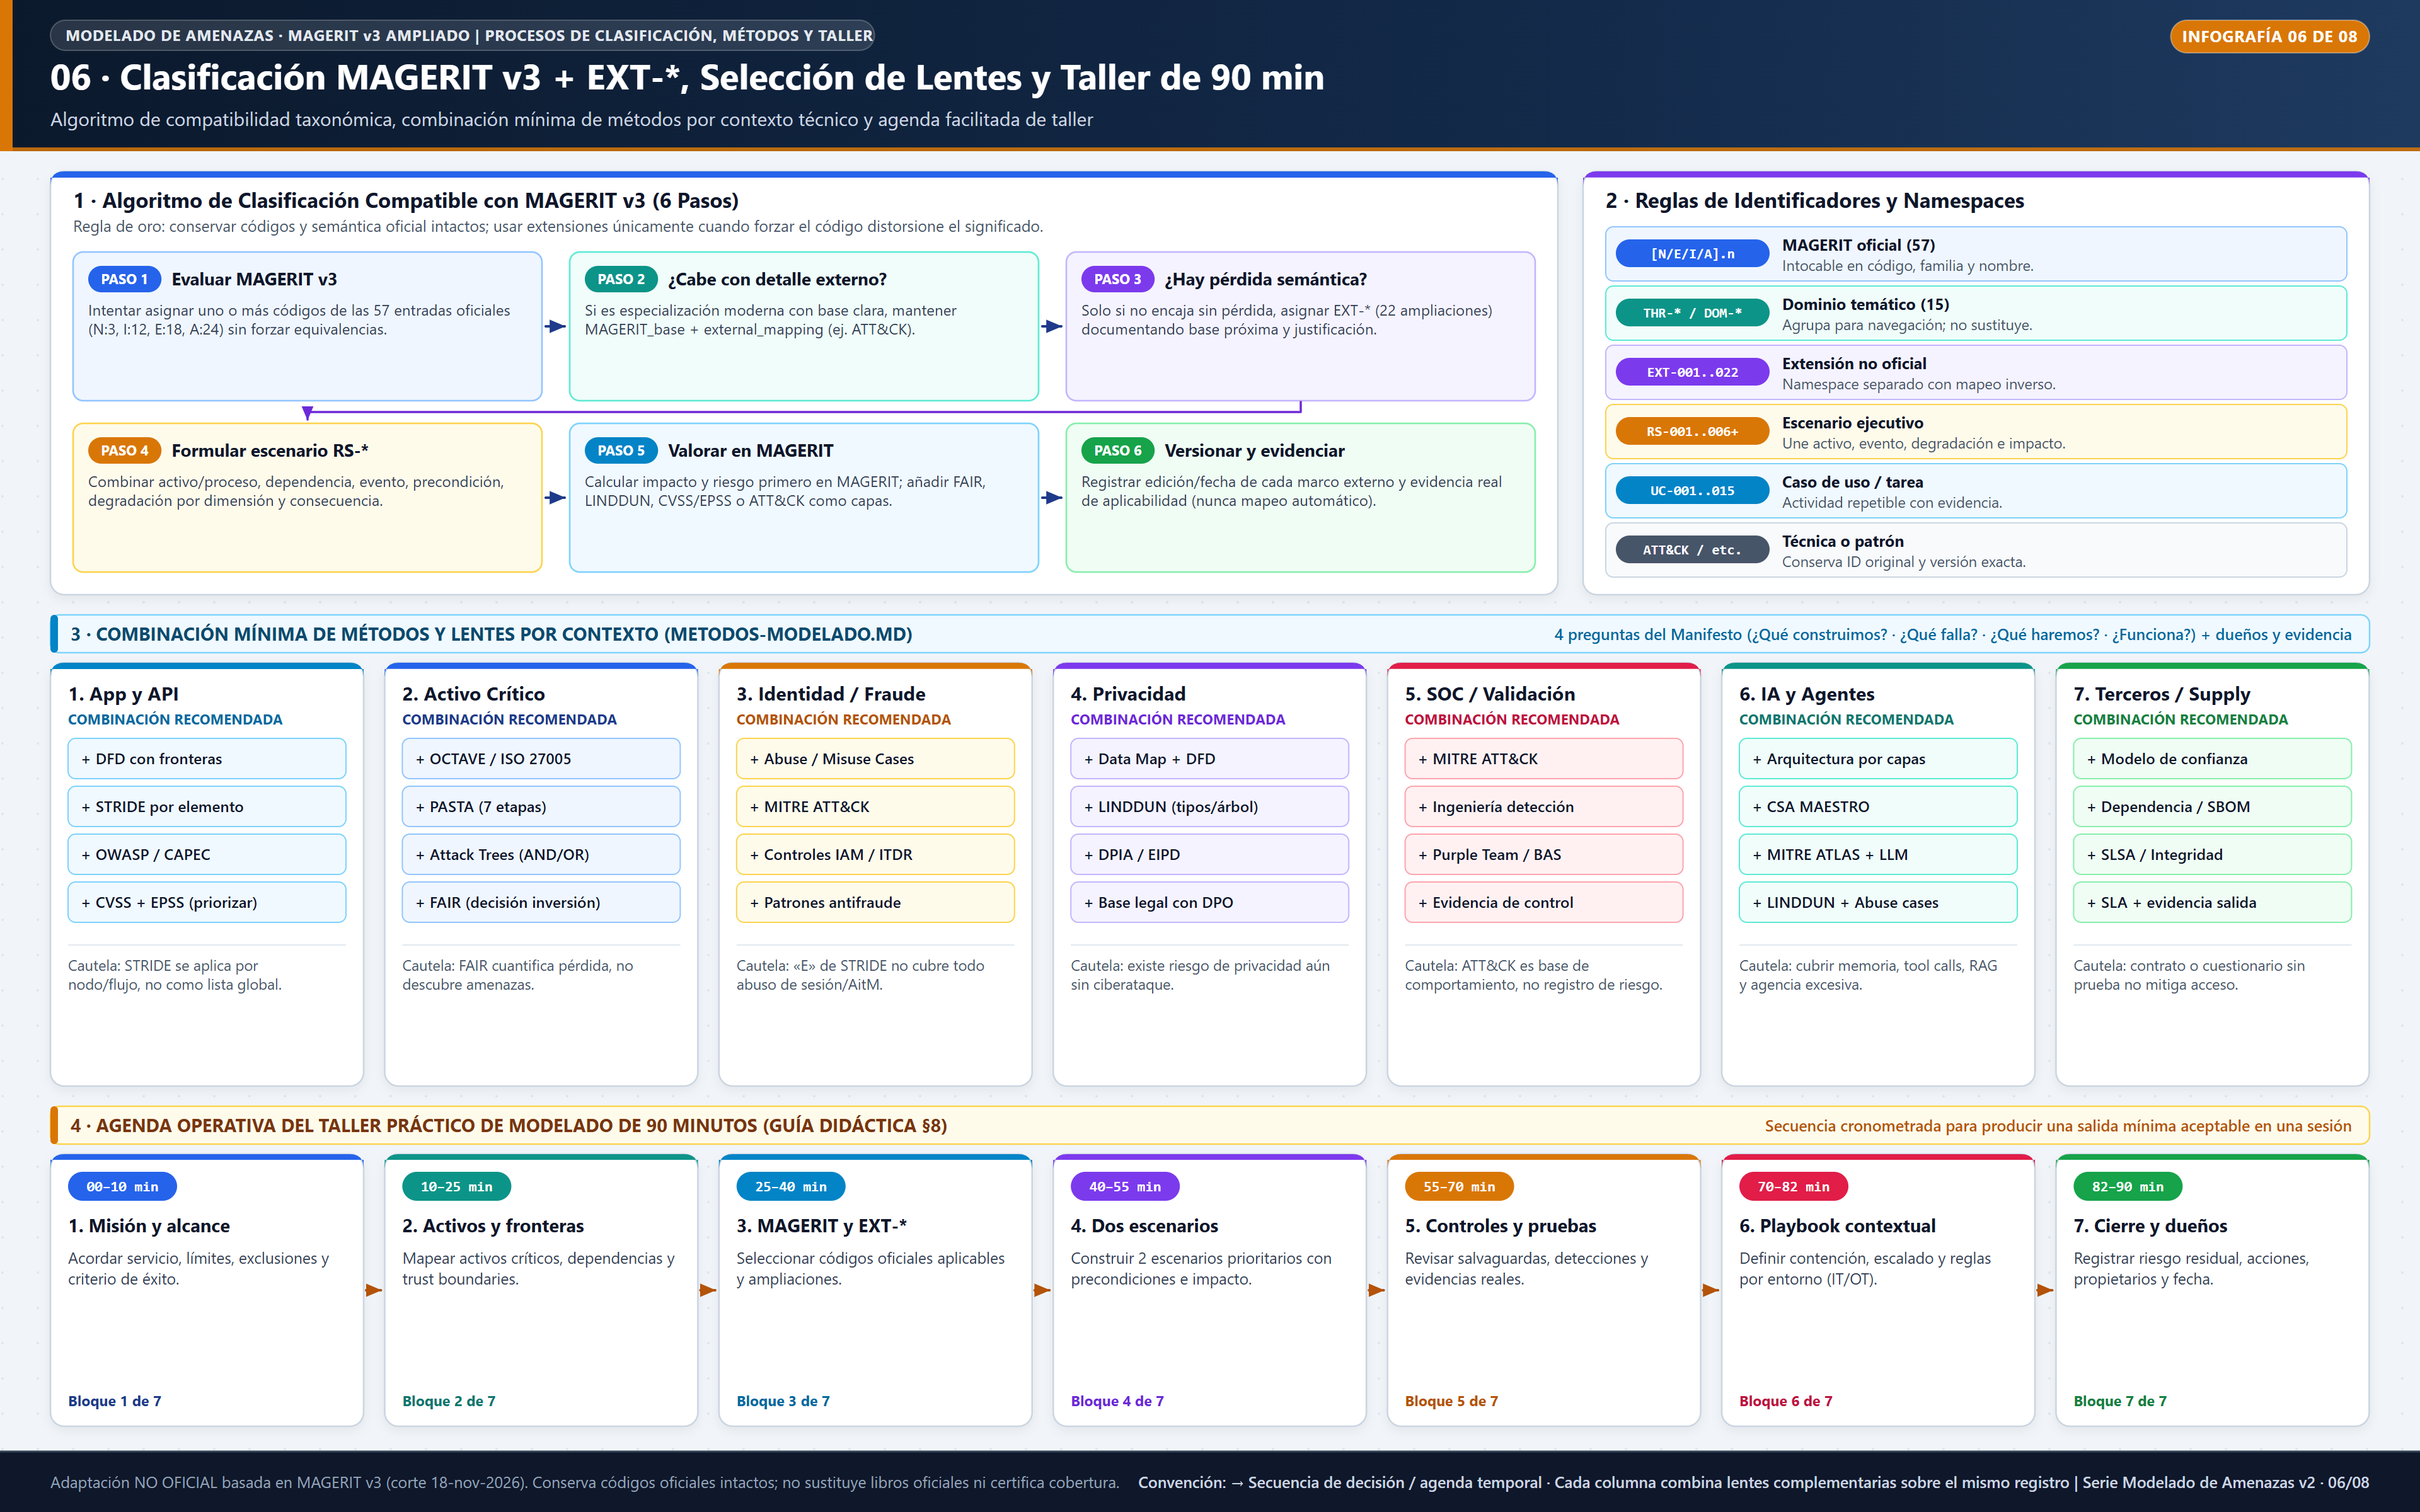 MODELADO DE AMENAZAS · MAGERIT v3 AMPLIADO | PROCESOS DE CLASIFICACIÓN, MÉTODOS Y TALLER
INFOGRAFÍA 06 DE 08
06 · Clasificación MAGERIT v3 + EXT-*, Selección de Lentes y Taller de 90 min
Algoritmo de compatibilidad taxonómica, combinación mínima de métodos por contexto técnico y agenda facilitada de taller
1 · Algoritmo de Clasificación Compatible con MAGERIT v3 (6 Pasos)
Regla de oro: conservar códigos y semántica oficial intactos; usar extensiones únicamente cuando forzar el código distorsione el significado.
PASO 1 Evaluar MAGERIT v3
Intentar asignar uno o más códigos de las 57 entradas oficiales
(N:3, I:12, E:18, A:24) sin forzar equivalencias.
PASO 2 ¿Cabe con detalle externo?
Si es especialización moderna con base clara, mantener
MAGERIT_base + external_mapping (ej. ATT&CK).
PASO 3 ¿Hay pérdida semántica?
Solo si no encaja sin pérdida, asignar EXT-* (22 ampliaciones)
documentando base próxima y justificación.
PASO 4 Formular escenario RS-*
Combinar activo/proceso, dependencia, evento, precondición,
degradación por dimensión y consecuencia.
PASO 5 Valorar en MAGERIT
Calcular impacto y riesgo primero en MAGERIT; añadir FAIR,
LINDDUN, CVSS/EPSS o ATT&CK como capas.
PASO 6 Versionar y evidenciar
Registrar edición/fecha de cada marco externo y evidencia real
de aplicabilidad (nunca mapeo automático).
2 · Reglas de Identificadores y Namespaces
[N/E/I/A].n
MAGERIT oficial (57)
Intocable en código, familia y nombre.
THR-* / DOM-*
Dominio temático (15)
Agrupa para navegación; no sustituye.
EXT-001..022
Extensión no oficial
Namespace separado con mapeo inverso.
RS-001..006+
Escenario ejecutivo
Une activo, evento, degradación e impacto.
UC-001..015
Caso de uso / tarea
Actividad repetible con evidencia.
ATT&CK / etc.
Técnica o patrón
Conserva ID original y versión exacta.
3 · COMBINACIÓN MÍNIMA DE MÉTODOS Y LENTES POR CONTEXTO (METODOS-MODELADO.MD)
4 preguntas del Manifesto (¿Qué construimos? · ¿Qué falla? · ¿Qué haremos? · ¿Funciona?) + dueños y evidencia
1. App y API
COMBINACIÓN RECOMENDADA
+ DFD con fronteras
+ STRIDE por elemento
+ OWASP / CAPEC
+ CVSS + EPSS (priorizar)
Cautela: STRIDE se aplica por
nodo/flujo, no como lista global.
2. Activo Crítico
COMBINACIÓN RECOMENDADA
+ OCTAVE / ISO 27005
+ PASTA (7 etapas)
+ Attack Trees (AND/OR)
+ FAIR (decisión inversión)
Cautela: FAIR cuantifica pérdida, no
descubre amenazas.
3. Identidad / Fraude
COMBINACIÓN RECOMENDADA
+ Abuse / Misuse Cases
+ MITRE ATT&CK
+ Controles IAM / ITDR
+ Patrones antifraude
Cautela: «E» de STRIDE no cubre todo
abuso de sesión/AitM.
4. Privacidad
COMBINACIÓN RECOMENDADA
+ Data Map + DFD
+ LINDDUN (tipos/árbol)
+ DPIA / EIPD
+ Base legal con DPO
Cautela: existe riesgo de privacidad aún
sin ciberataque.
5. SOC / Validación
COMBINACIÓN RECOMENDADA
+ MITRE ATT&CK
+ Ingeniería detección
+ Purple Team / BAS
+ Evidencia de control
Cautela: ATT&CK es base de
comportamiento, no registro de riesgo.
6. IA y Agentes
COMBINACIÓN RECOMENDADA
+ Arquitectura por capas
+ CSA MAESTRO
+ MITRE ATLAS + LLM
+ LINDDUN + Abuse cases
Cautela: cubrir memoria, tool calls, RAG
y agencia excesiva.
7. Terceros / Supply
COMBINACIÓN RECOMENDADA
+ Modelo de confianza
+ Dependencia / SBOM
+ SLSA / Integridad
+ SLA + evidencia salida
Cautela: contrato o cuestionario sin
prueba no mitiga acceso.
4 · AGENDA OPERATIVA DEL TALLER PRÁCTICO DE MODELADO DE 90 MINUTOS (GUÍA DIDÁCTICA §8)
Secuencia cronometrada para producir una salida mínima aceptable en una sesión
00–10 min
1. Misión y alcance
Acordar servicio, límites, exclusiones y
criterio de éxito.
Bloque 1 de 7
10–25 min
2. Activos y fronteras
Mapear activos críticos, dependencias y
trust boundaries.
Bloque 2 de 7
25–40 min
3. MAGERIT y EXT-*
Seleccionar códigos oficiales aplicables
y ampliaciones.
Bloque 3 de 7
40–55 min
4. Dos escenarios
Construir 2 escenarios prioritarios con
precondiciones e impacto.
Bloque 4 de 7
55–70 min
5. Controles y pruebas
Revisar salvaguardas, detecciones y
evidencias reales.
Bloque 5 de 7
70–82 min
6. Playbook contextual
Definir contención, escalado y reglas
por entorno (IT/OT).
Bloque 6 de 7
82–90 min
7. Cierre y dueños
Registrar riesgo residual, acciones,
propietarios y fecha.
Bloque 7 de 7
Adaptación NO OFICIAL basada en MAGERIT v3 (corte 18-nov-2026). Conserva códigos oficiales intactos; no sustituye libros oficiales ni certifica cobertura.
Convención: → Secuencia de decisión / agenda temporal · Cada columna combina lentes complementarias sobre el mismo registro | Serie Modelado de Amenazas v2 · 06/08